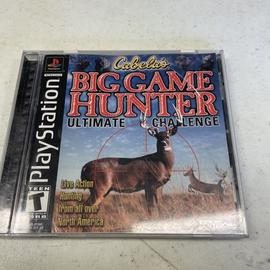 PlayStation
Cabela's
BIG GAME
HUNTER
ULTIMATE CHALLENGE
Live Action
Hunting
from all over
North America
TEEN
T